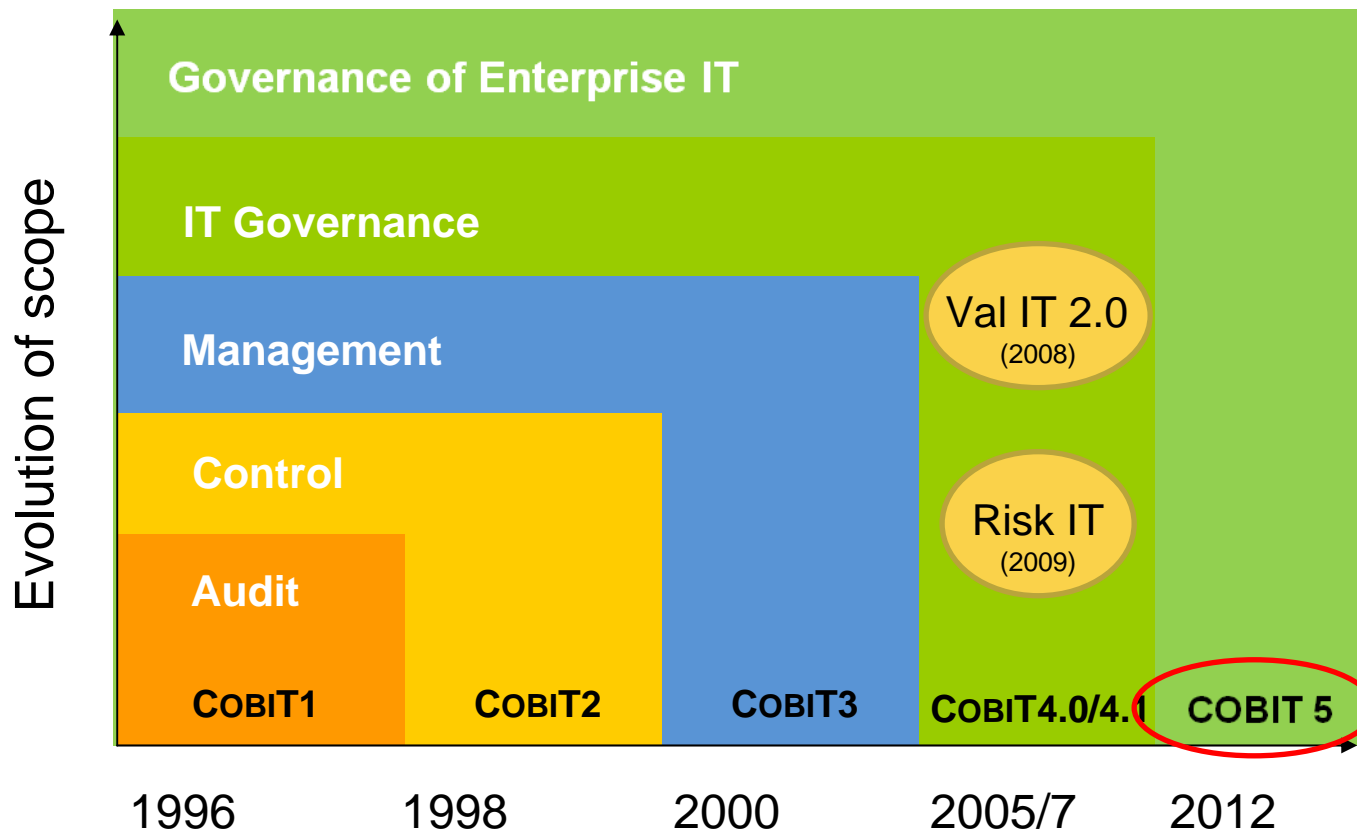 Evolution of scope
Governance of Enterprise IT
IT Governance
Val IT 2.0
(2008)
Management
Control
Risk IT
(2009)
Audit
COBIT1
COBIT2
COBIT3
COBIT4.0/4.1
COBIT 5
1996
1998
2000
2005/7
2012